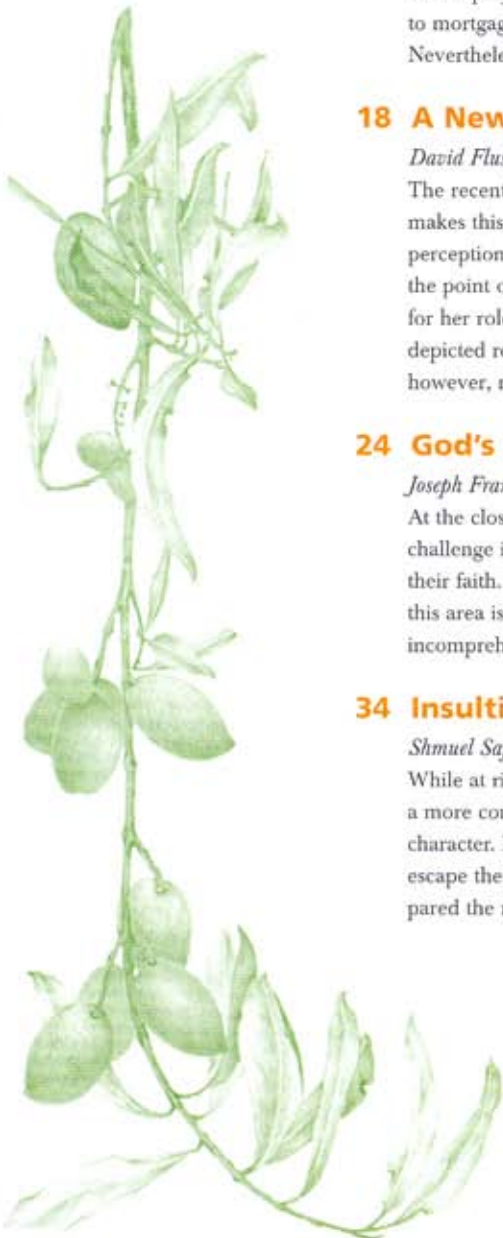 to mortgag
Neverthele
18 A New
David Flus
The recent
makes this
perception
the point o
for her role
depicted re
however, r
24 God's
Joseph Fra
At the clos
challenge i
their faith.
this area is
incompreh
34 Insulti
Shmuel Sa
While at ri
a more con
character.
escape the
pared the r